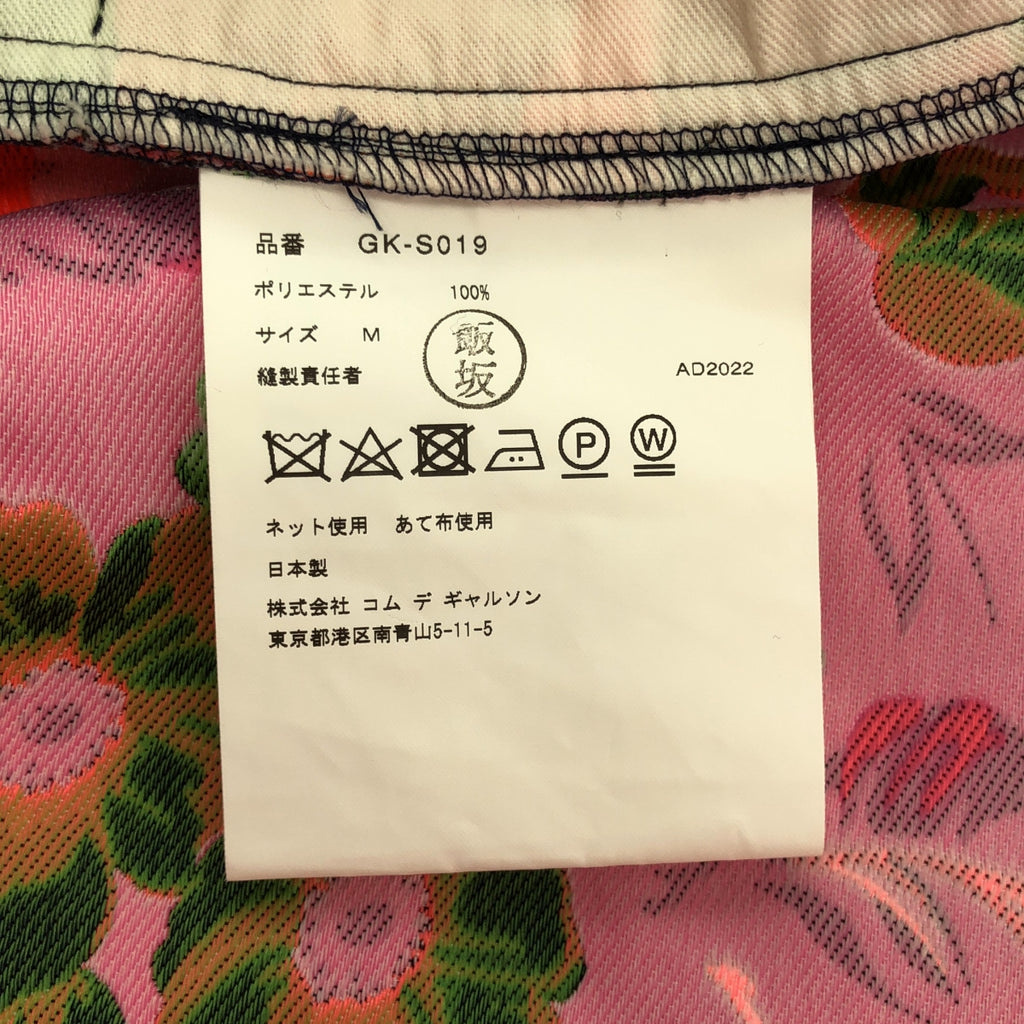 品番 GK-S019
ポリエステル 100%
サイズ M
飯坂
縫製責任者
AD2022
P W
ネット使用 あて布使用
日本製
株式会社 コム デ ギャルソン
東京都港区南青山5-11-5